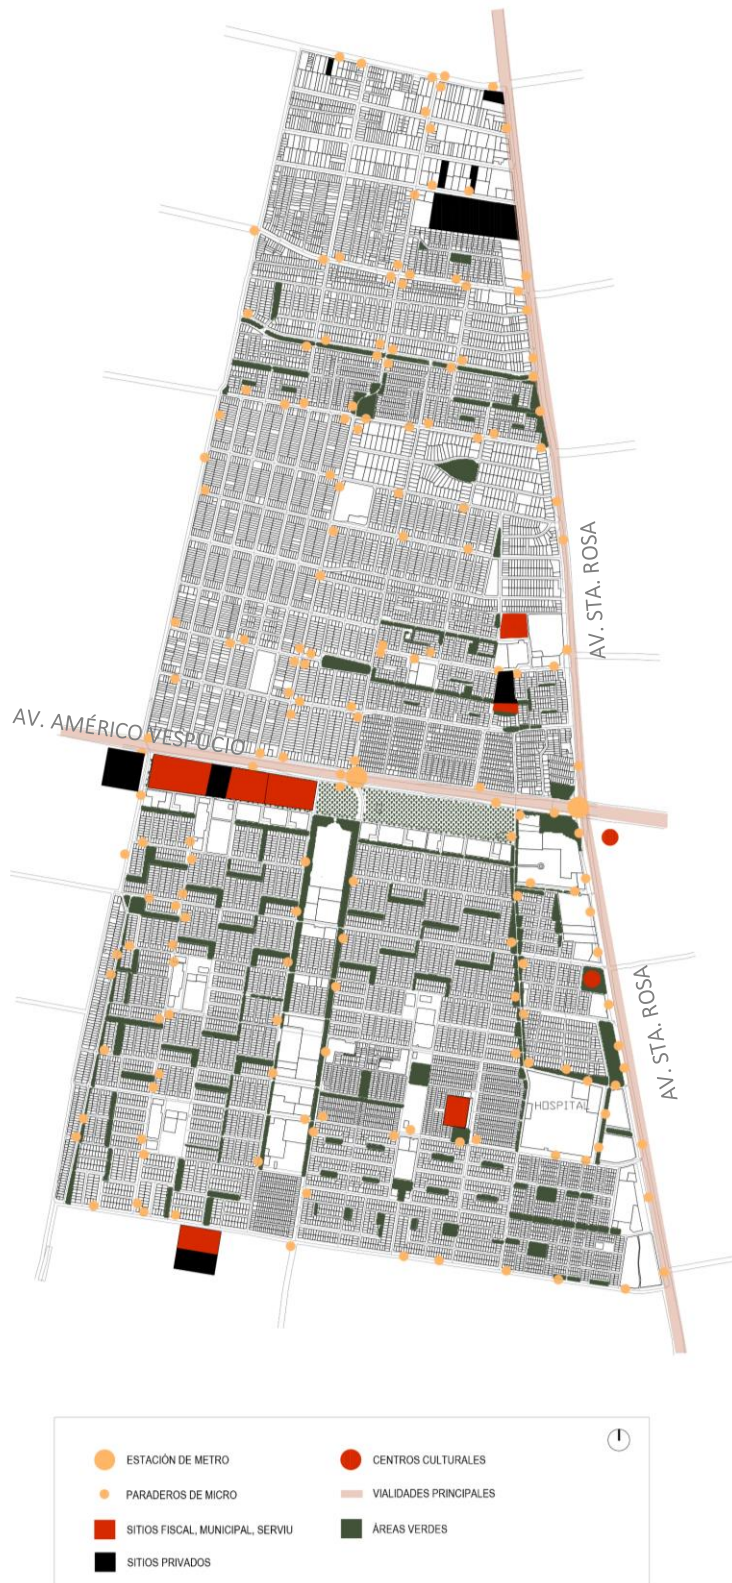 AV. STA. ROSA
AV. AMÉRICO VESPUCIO
AV. STA. ROSA
HOSPITAL
ESTACIÓN DE METRO
CENTROS CULTURALES
PARADEROS DE MICRO
VIALIDADES PRINCIPALES
SITIOS FISCAL, MUNICIPAL, SERVIU
ÁREAS VERDES
SITIOS PRIVADOS